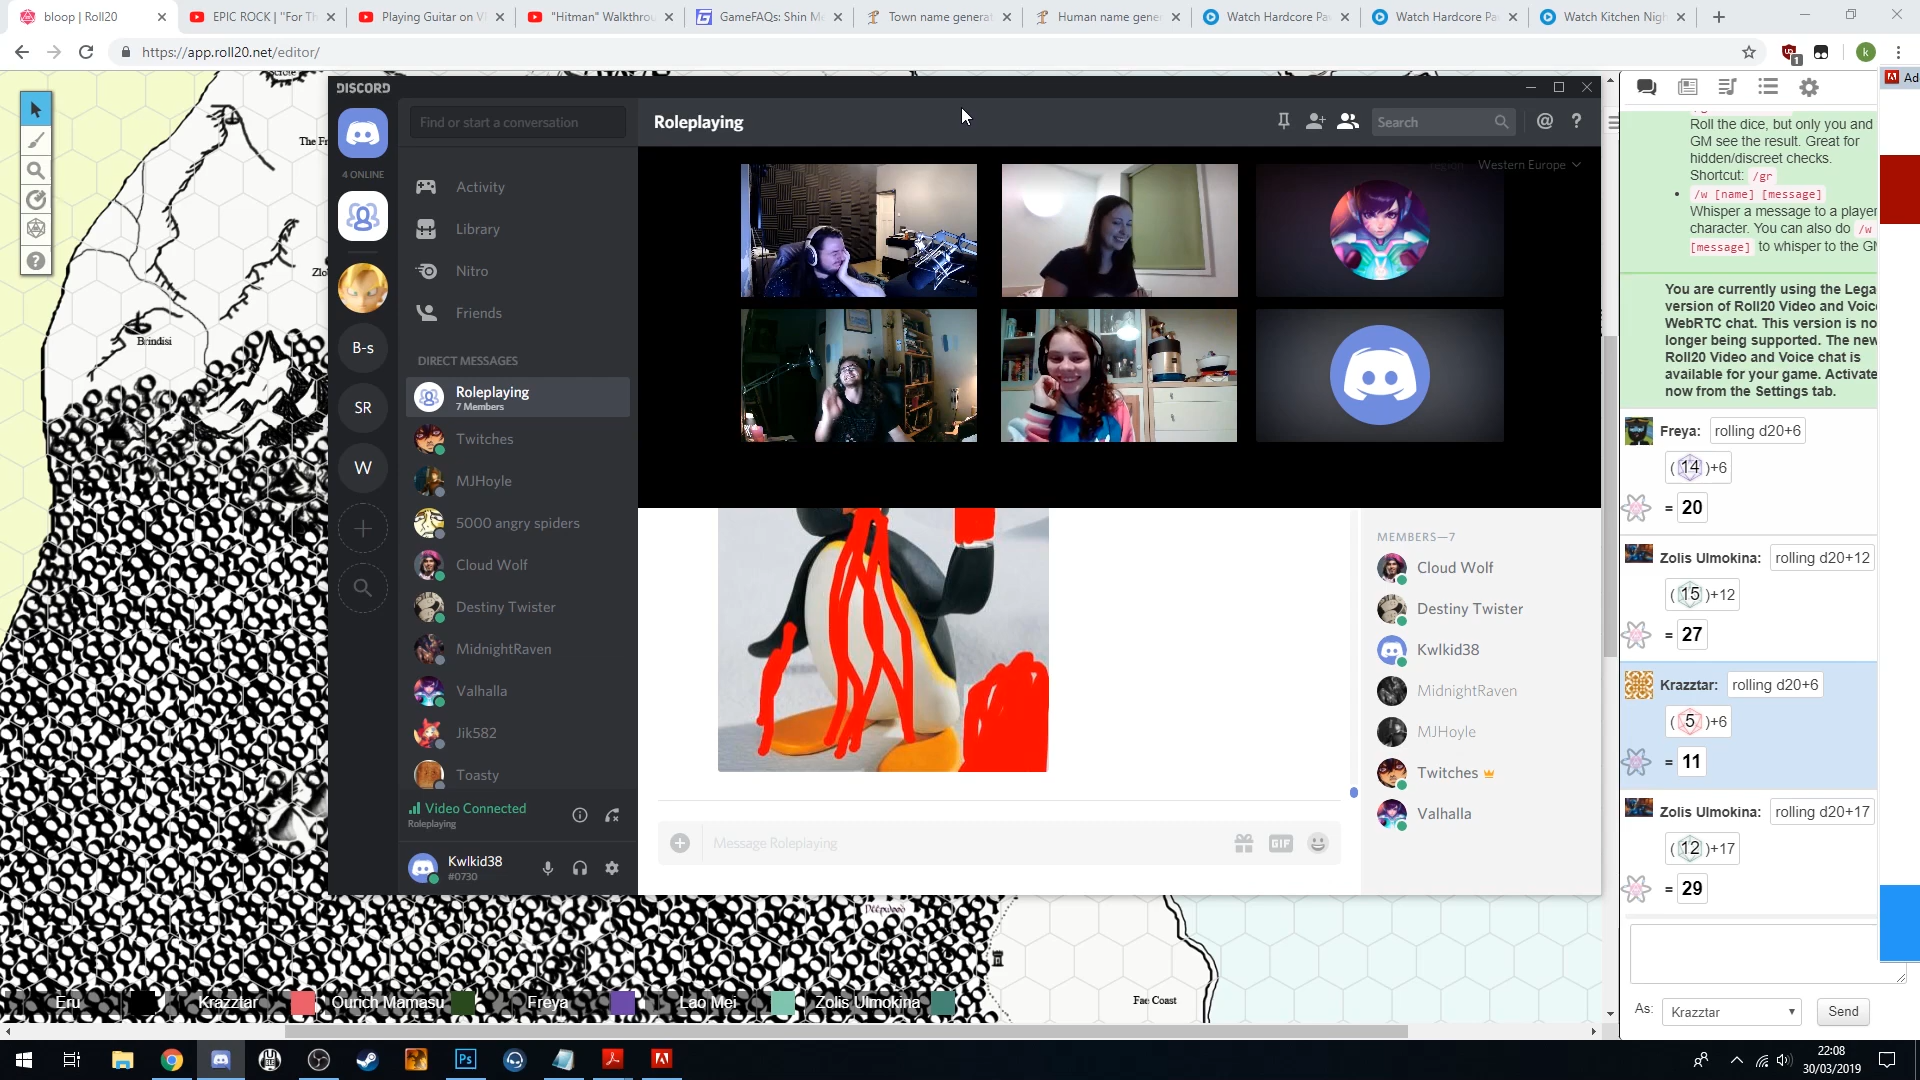 bloop | Roll20
EPIC ROCK | "For Th
Playing Guitar on V
"Hitman" Walkthrou
GameFAQs: Shin M
Town name generat
Human name gene
Watch Hardcore Pa
Watch Hardcore Pa
Watch Kitchen Nigh
https://app.roll20.net/editor/
1
k
The Fr
Brindisi
Fae Coast
DISCORD
4 ONLINE
B-s
SR
W
Find or start a conversation
Activity
Library
Nitro
Friends
DIRECT MESSAGES
Roleplaying
7 Members
Twitches
MJHoyle
5000 angry spiders
Cloud Wolf
Destiny Twister
MidnightRaven
Valhalla
Jik582
Toasty
Video Connected
Roleplaying
Kwlkid38
#0730
Roleplaying
Search
region Western Europe
Message Roleplaying
GIF
MEMBERS—7
Cloud Wolf
Destiny Twister
Kwlkid38
MidnightRaven
MJHoyle
Twitches
Valhalla
Roll the dice, but only you and
GM see the result. Great for
hidden/discreet checks.
Shortcut: /gr
• /w [name] [message]
Whisper a message to a player
character. You can also do /w
[message] to whisper to the GM
You are currently using the Lega
version of Roll20 Video and Voice
WebRTC chat. This version is no
longer being supported. The new
Roll20 Video and Voice chat is
available for your game. Activate
now from the Settings tab.
Freya: rolling d20+6
(14)+6
= 20
Zolis Ulmokina: rolling d20+12
(15)+12
= 27
Krazztar: rolling d20+6
(5)+6
= 11
Zolis Ulmokina: rolling d20+17
(12)+17
= 29
As: Krazztar
Send
Ad
Eru
Krazztar
Ourich Mamasu
Freya
Lao Mei
Zolis Ulmokina
Ps
22:08
30/03/2019